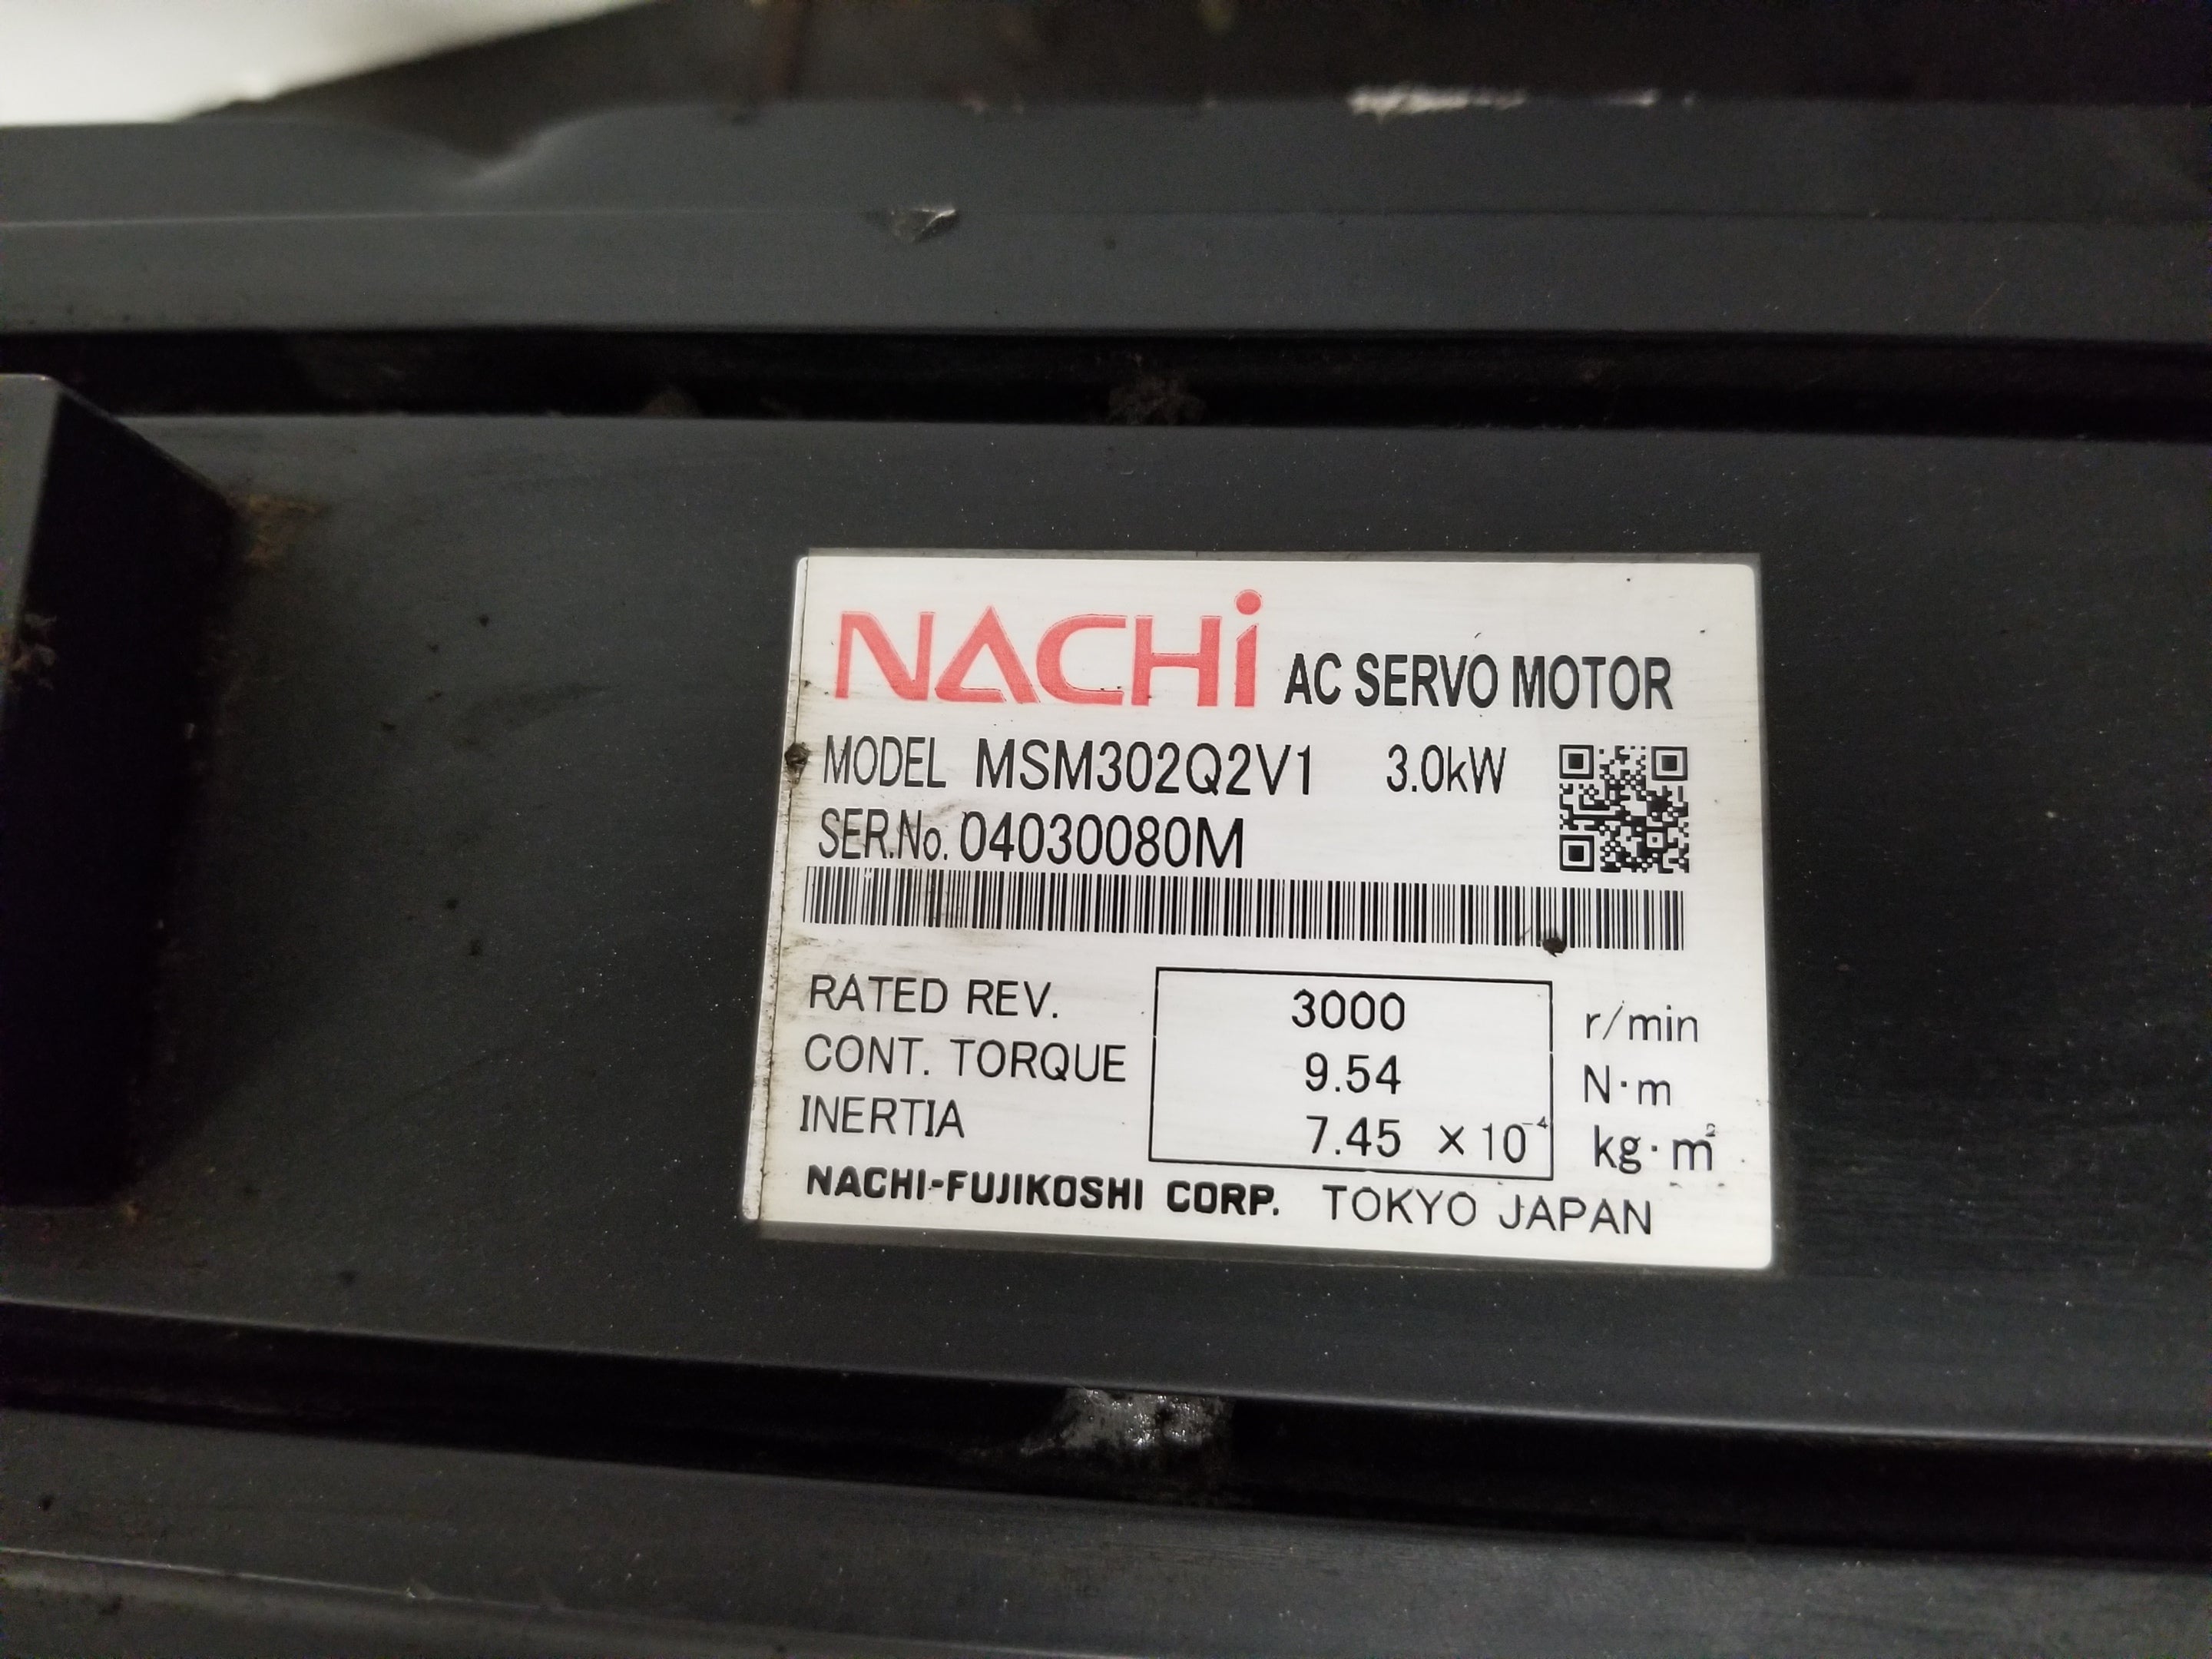 NACHi AC SERVO MOTOR
MODEL MSM302Q2V1 3.0kW
SER.No. 04030080M
RATED REV. 3000 r/min
CONT. TORQUE 9.54 N·m
INERTIA 7.45 ×10⁻⁴ kg·m²
NACHI-FUJIKOSHI CORP. TOKYO JAPAN